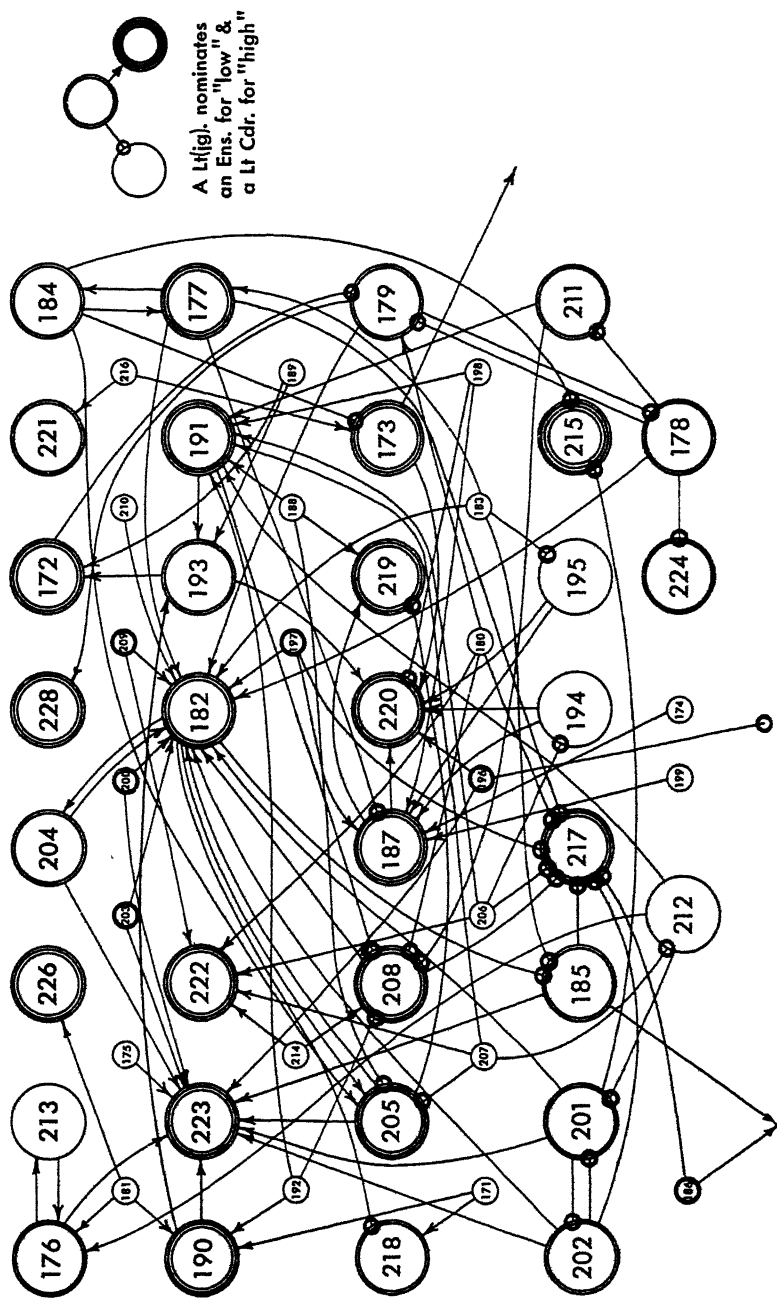 176 213 226 204 228 172 221 184
181 175 203 200 209 210 216
190 223 222 182 193 191 177
192 214 197 188 189
218 205 208 187 220 219 173 179
171 207 206 196 180 183 198
202 201 185 217 194 195 215 211
186 212 199 174 224 178
A Lt(jg). nominates
an Ens. for "low" &
a Lt Cdr. for "high"